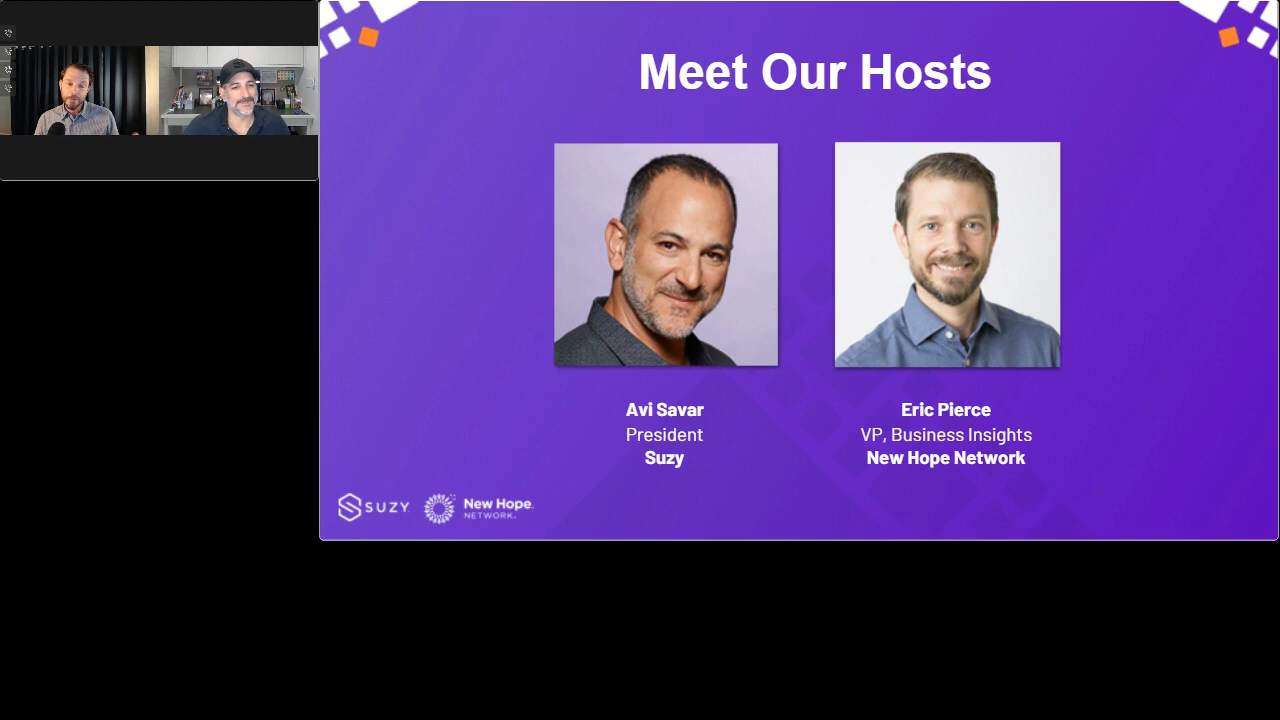 Meet Our Hosts
Avi Savar
President
Suzy
Eric Pierce
VP, Business Insights
New Hope Network
SUZY
New Hope
NETWORK